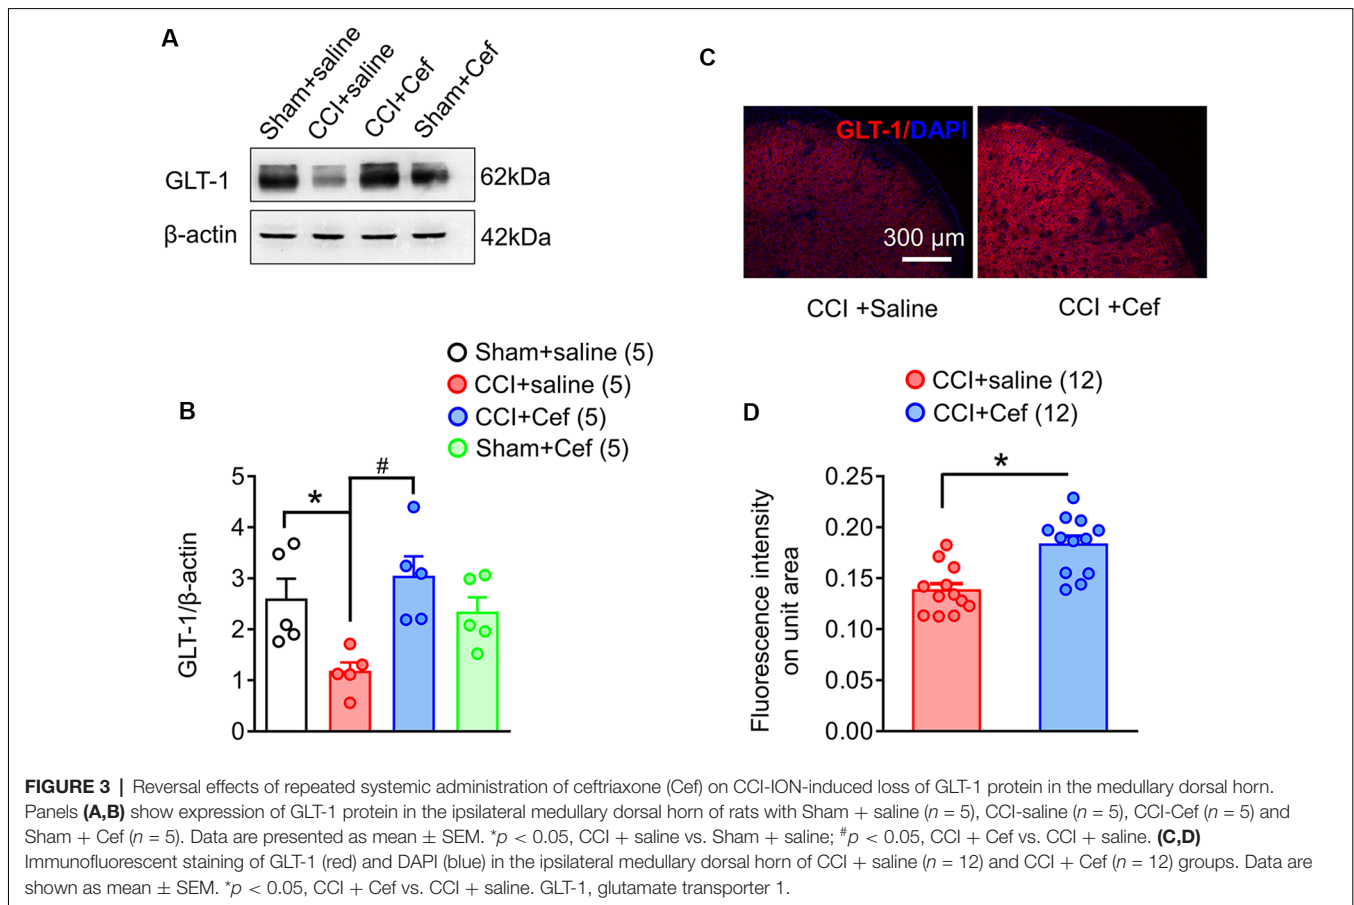 A
Sham+saline
CCI+saline
CCI+Cef
Sham+Cef
GLT-1
62kDa
β-actin
42kDa
C
GLT-1/DAPI
300 μm
CCI +Saline
CCI +Cef
B
Sham+saline (5)
CCI+saline (5)
CCI+Cef (5)
Sham+Cef (5)
GLT-1/β-actin
5
4
3
2
1
0
*
#
D
CCI+saline (12)
CCI+Cef (12)
Fluorescence intensity
on unit area
0.25
0.20
0.15
0.10
0.05
0.00
*
FIGURE 3 | Reversal effects of repeated systemic administration of ceftriaxone (Cef) on CCI-ION-induced loss of GLT-1 protein in the medullary dorsal horn.
Panels (A,B) show expression of GLT-1 protein in the ipsilateral medullary dorsal horn of rats with Sham + saline (n = 5), CCI-saline (n = 5), CCI-Cef (n = 5) and
Sham + Cef (n = 5). Data are presented as mean ± SEM. *p < 0.05, CCI + saline vs. Sham + saline; #p < 0.05, CCI + Cef vs. CCI + saline. (C,D)
Immunofluorescent staining of GLT-1 (red) and DAPI (blue) in the ipsilateral medullary dorsal horn of CCI + saline (n = 12) and CCI + Cef (n = 12) groups. Data are
shown as mean ± SEM. *p < 0.05, CCI + Cef vs. CCI + saline. GLT-1, glutamate transporter 1.